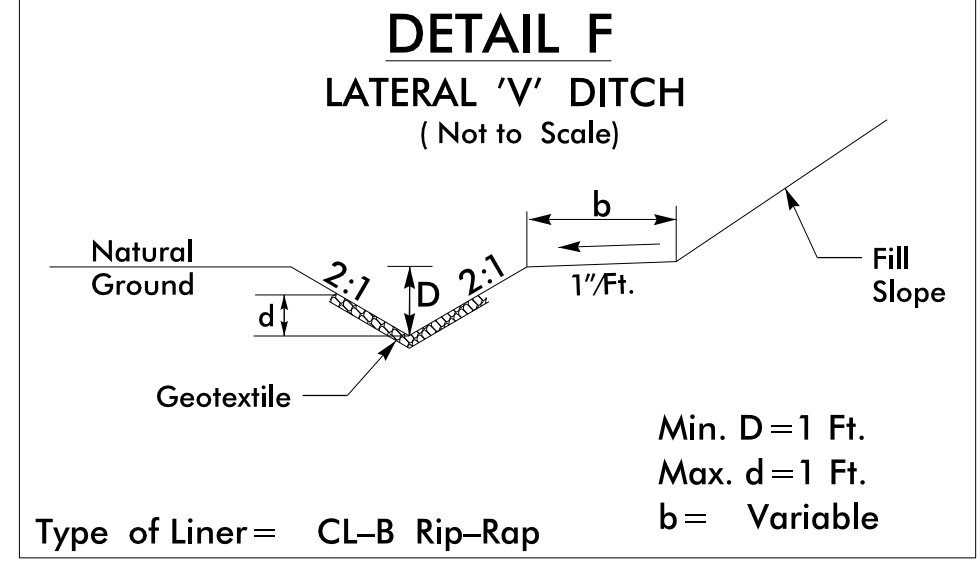 DETAIL F
LATERAL 'V' DITCH
( Not to Scale)
b
Natural
Ground
2:1
D
2:1
1"/Ft.
Fill
Slope
d
Geotextile
Min. D=1 Ft.
Max. d=1 Ft.
b= Variable
Type of Liner= CL-B Rip-Rap